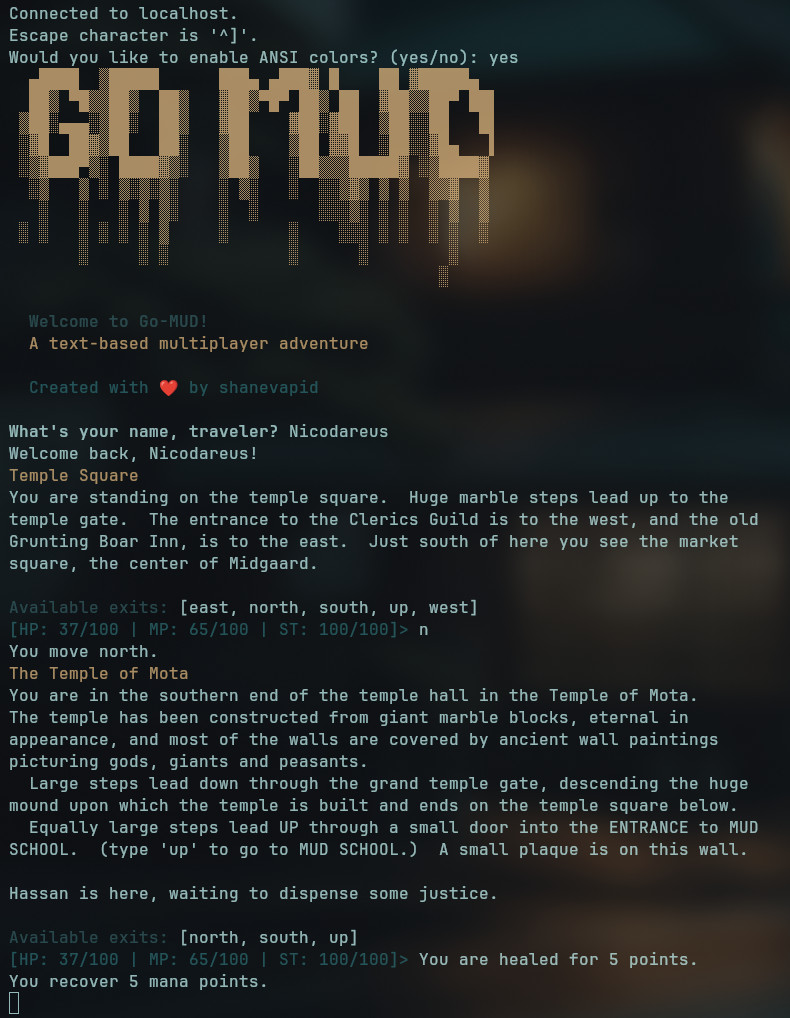 Connected to localhost.
Escape character is '^]'.
Would you like to enable ANSI colors? (yes/no): yes
GO MUD
Welcome to Go-MUD!
A text-based multiplayer adventure
Created with ❤️ by shanevapid
What's your name, traveler? Nicodareus
Welcome back, Nicodareus!
Temple Square
You are standing on the temple square.  Huge marble steps lead up to the
temple gate.  The entrance to the Clerics Guild is to the west, and the old
Grunting Boar Inn, is to the east.  Just south of here you see the market
square, the center of Midgaard.
Available exits: [east, north, south, up, west]
[HP: 37/100 | MP: 65/100 | ST: 100/100]> n
You move north.
The Temple of Mota
You are in the southern end of the temple hall in the Temple of Mota.
The temple has been constructed from giant marble blocks, eternal in
appearance, and most of the walls are covered by ancient wall paintings
picturing gods, giants and peasants.
  Large steps lead down through the grand temple gate, descending the huge
mound upon which the temple is built and ends on the temple square below.
  Equally large steps lead UP through a small door into the ENTRANCE to MUD
SCHOOL.  (type 'up' to go to MUD SCHOOL.)  A small plaque is on this wall.
Hassan is here, waiting to dispense some justice.
Available exits: [north, south, up]
[HP: 37/100 | MP: 65/100 | ST: 100/100]> You are healed for 5 points.
You recover 5 mana points.